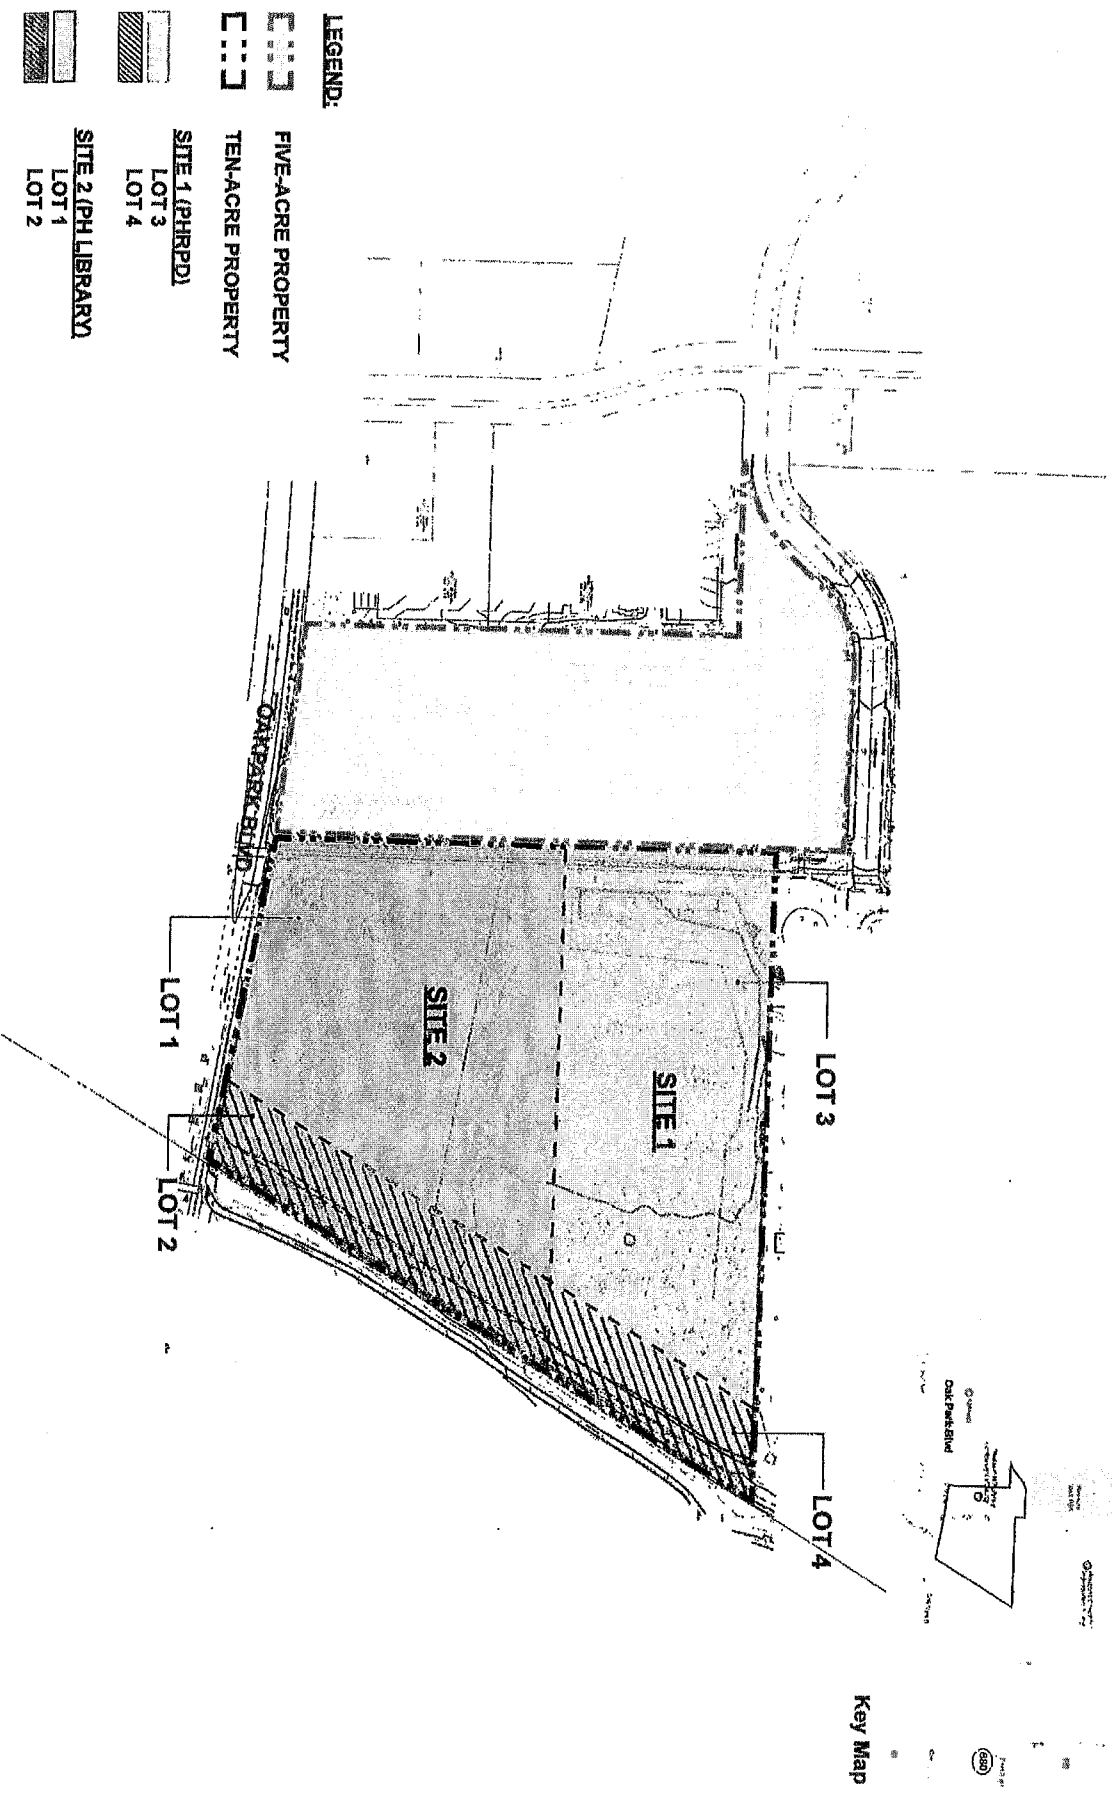 LEGEND:
FIVE-ACRE PROPERTY
TEN-ACRE PROPERTY
SITE 1 (PHRPD)
LOT 3
LOT 4
SITE 2 (PH LIBRARY)
LOT 1
LOT 2
OAK PARK BLVD
LOT 3
SITE 1
SITE 2
LOT 1
LOT 2
LOT 4
Oak Park Blvd
680
Key Map